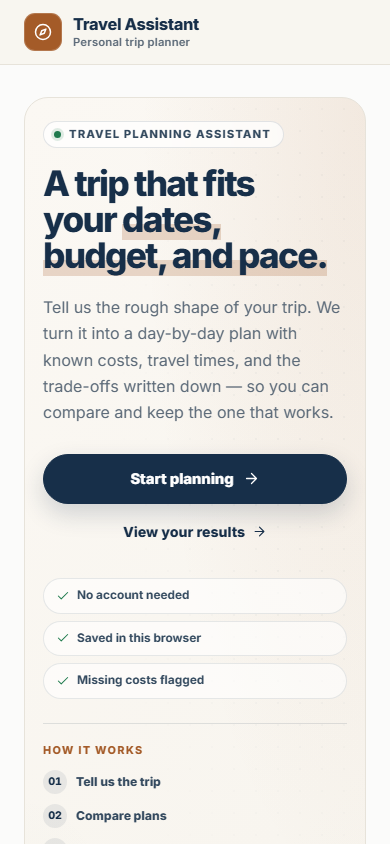 Travel Assistant
Personal trip planner
TRAVEL PLANNING ASSISTANT
A trip that fits
your dates,
budget, and pace.
Tell us the rough shape of your trip. We
turn it into a day-by-day plan with
known costs, travel times, and the
trade-offs written down — so you can
compare and keep the one that works.
Start planning →
View your results →
No account needed
Saved in this browser
Missing costs flagged
HOW IT WORKS
01 Tell us the trip
02 Compare plans